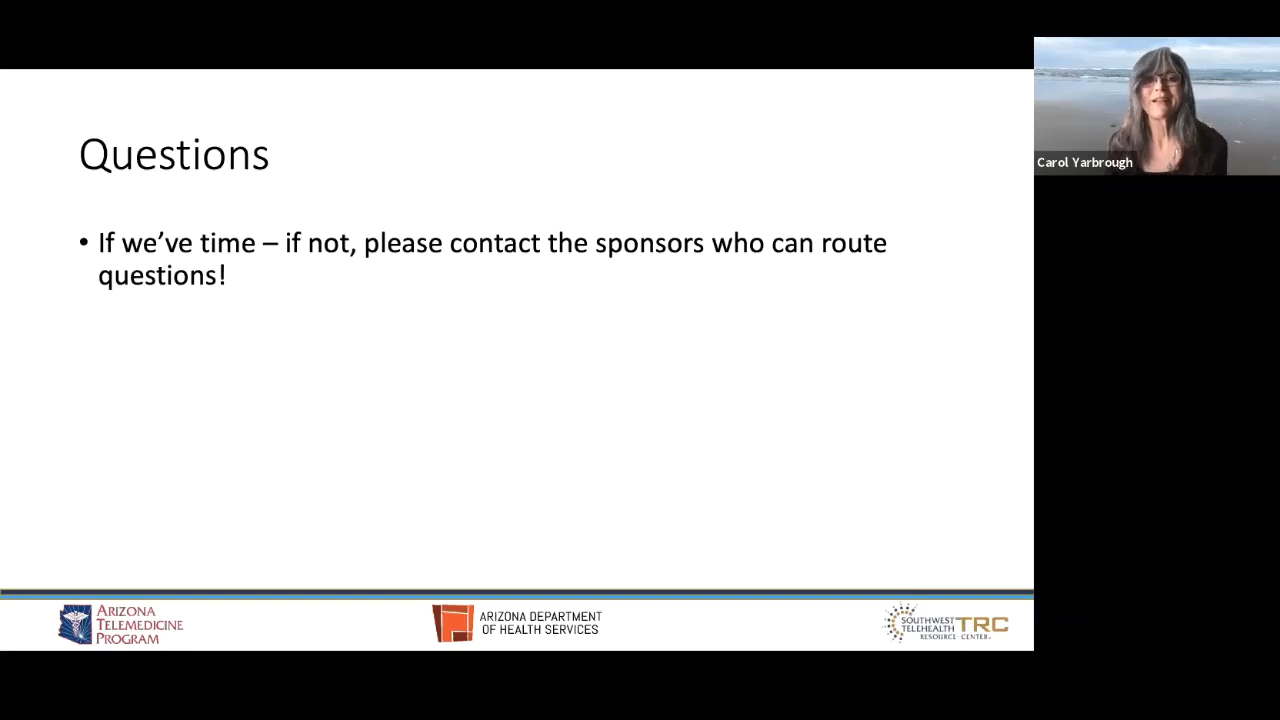 Questions
• If we’ve time – if not, please contact the sponsors who can route
questions!
Carol Yarbrough
ARIZONA
TELEMEDICINE
PROGRAM
ARIZONA DEPARTMENT
OF HEALTH SERVICES
SOUTHWEST
TELEHEALTH
RESOURCE CENTER
TRC